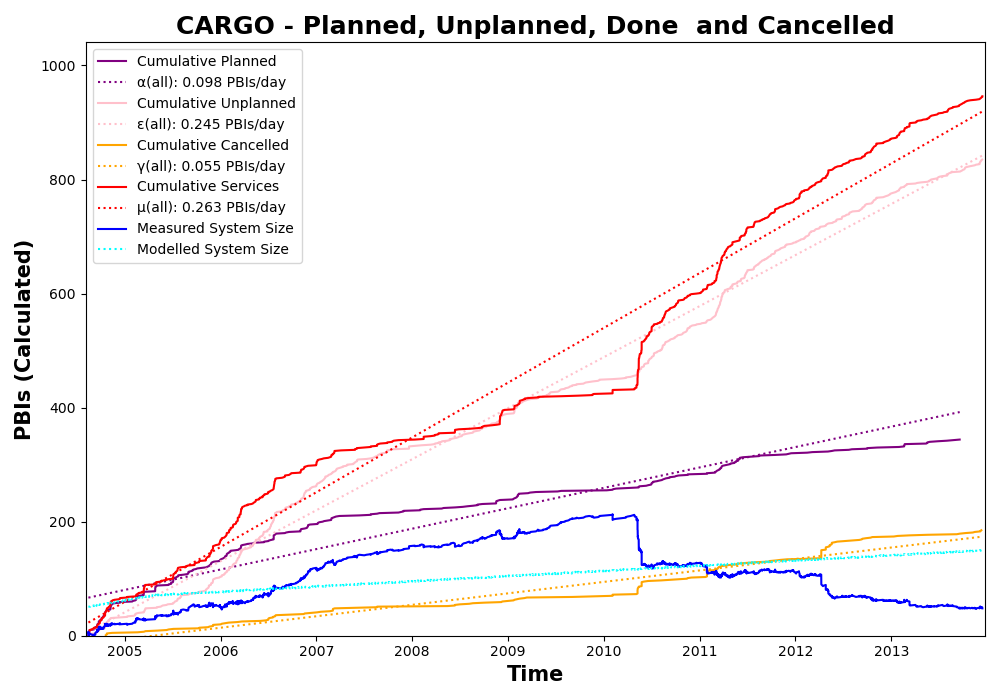 CARGO - Planned, Unplanned, Done  and Cancelled
PBIs (Calculated)
1000
800
600
400
200
0
Cumulative Planned
α(all): 0.098 PBIs/day
Cumulative Unplanned
ε(all): 0.245 PBIs/day
Cumulative Cancelled
γ(all): 0.055 PBIs/day
Cumulative Services
μ(all): 0.263 PBIs/day
Measured System Size
Modelled System Size
2005 2006 2007 2008 2009 2010 2011 2012 2013
Time